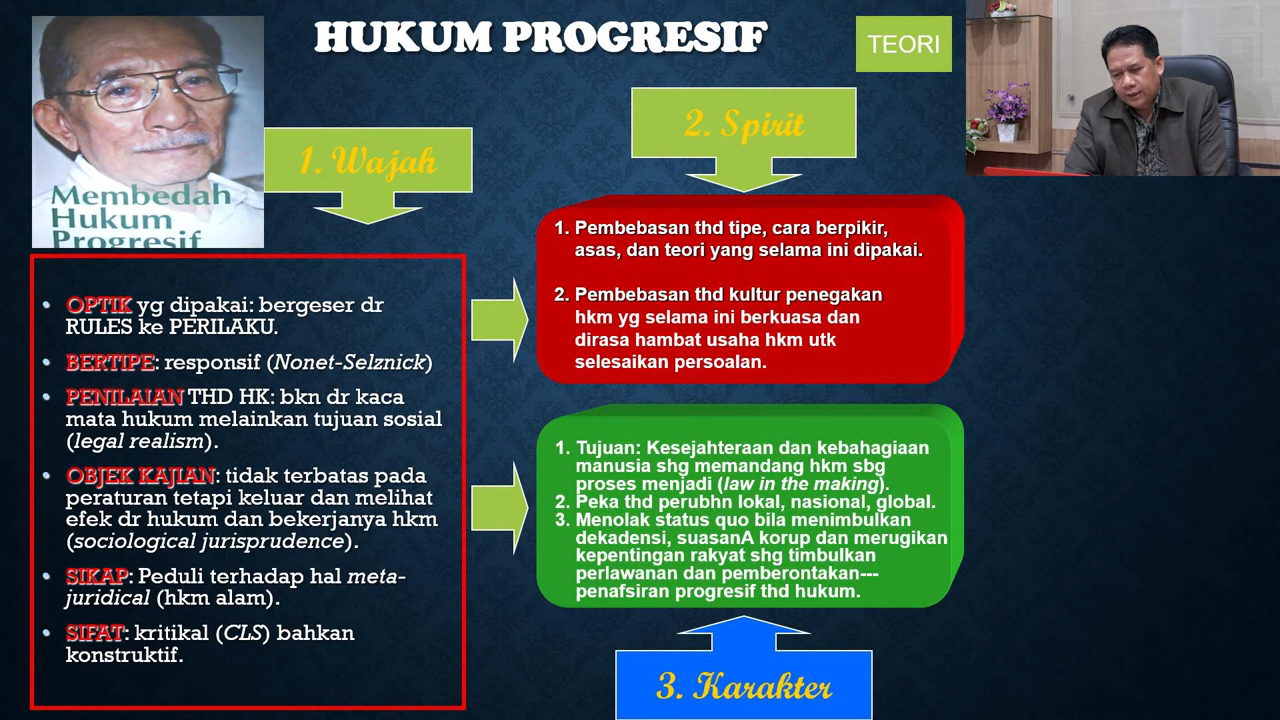 HUKUM PROGRESIF
TEORI
Membedah
Hukum
Progresif
1. Wajah
2. Spirit
• OPTIK yg dipakai: bergeser dr
RULES ke PERILAKU.
• BERTIPE: responsif (Nonet-Selznick)
• PENILAIAN THD HK: bkn dr kaca
mata hukum melainkan tujuan sosial
(legal realism).
• OBJEK KAJIAN: tidak terbatas pada
peraturan tetapi keluar dan melihat
efek dr hukum dan bekerjanya hkm
(sociological jurisprudence).
• SIKAP: Peduli terhadap hal meta-
juridical (hkm alam).
• SIFAT: kritikal (CLS) bahkan
konstruktif.
1. Pembebasan thd tipe, cara berpikir,
asas, dan teori yang selama ini dipakai.
2. Pembebasan thd kultur penegakan
hkm yg selama ini berkuasa dan
dirasa hambat usaha hkm utk
selesaikan persoalan.
1. Tujuan: Kesejahteraan dan kebahagiaan
manusia shg memandang hkm sbg
proses menjadi (law in the making).
2. Peka thd perubhn lokal, nasional, global.
3. Menolak status quo bila menimbulkan
dekadensi, suasanA korup dan merugikan
kepentingan rakyat shg timbulkan
perlawanan dan pemberontakan---
penafsiran progresif thd hukum.
3. Karakter